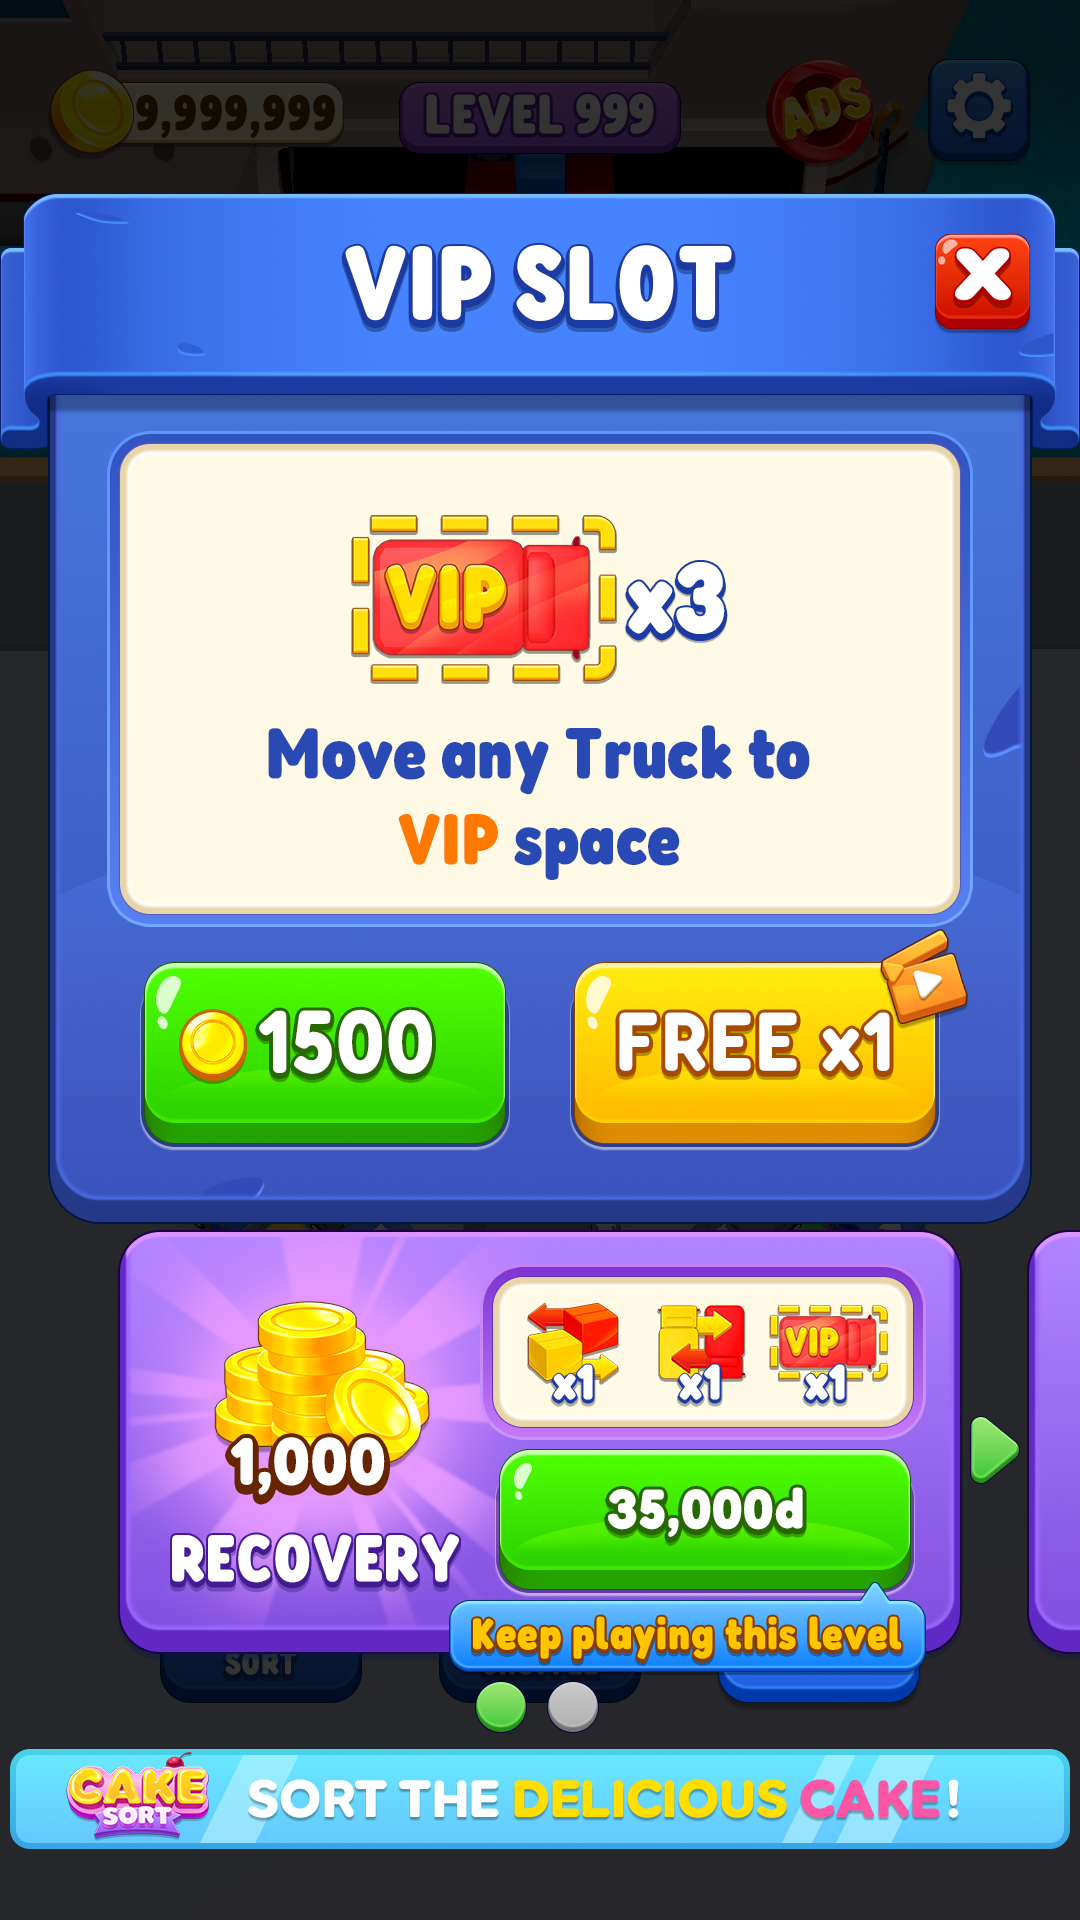 9,999,999
LEVEL 999
ADS
VIP SLOT
VIP
x3
Move any Truck to
VIP space
1500
FREE x1
1,000
RECOVERY
VIP
x1
x1
x1
35,000d
Keep playing this level
SORT
CAKE
SORT
SORT THE DELICIOUS CAKE!